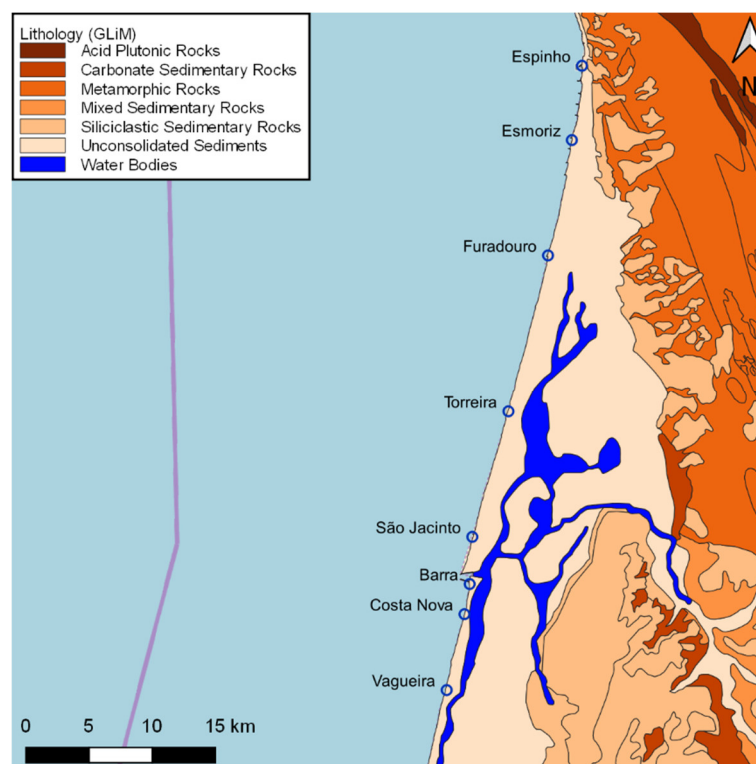 Lithology (GLiM)
Acid Plutonic Rocks
Carbonate Sedimentary Rocks
Metamorphic Rocks
Mixed Sedimentary Rocks
Siliciclastic Sedimentary Rocks
Unconsolidated Sediments
Water Bodies
N
Espinho
Esmoriz
Furadouro
Torreira
São Jacinto
Barra
Costa Nova
Vagueira
0 5 10 15 km